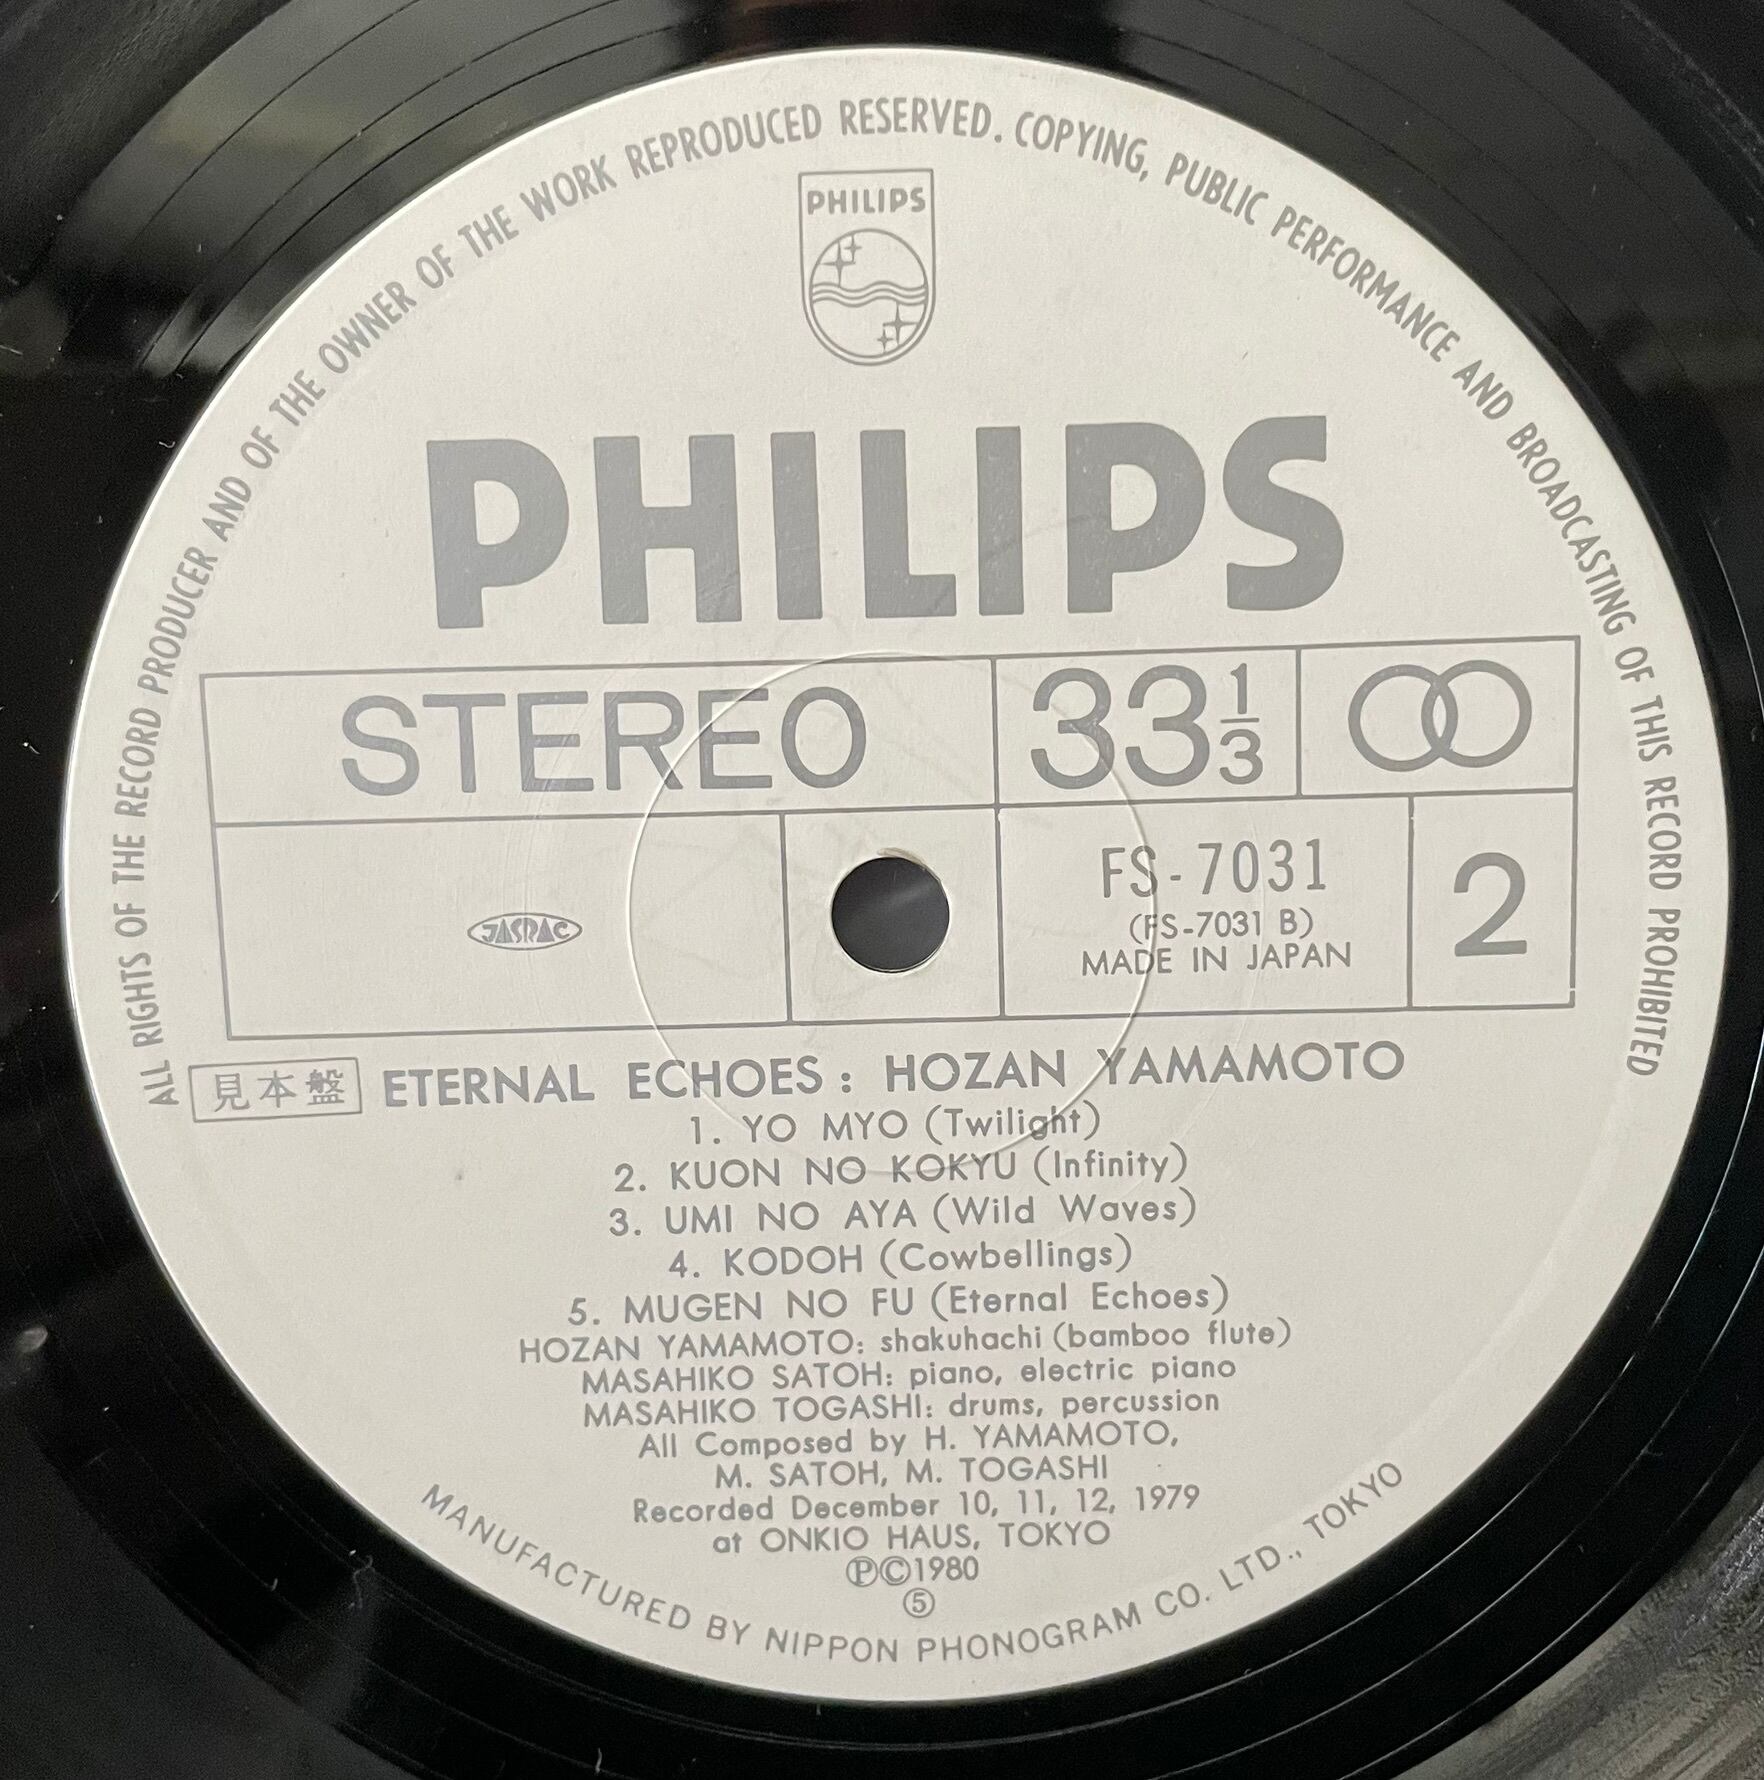 ALL RIGHTS OF THE RECORD PRODUCER AND OF THE OWNER OF THE WORK REPRODUCED RESERVED. COPYING, PUBLIC PERFORMANCE AND BROADCASTING OF THIS RECORD PROHIBITED
PHILIPS
PHILIPS
STEREO
33 1/3
JASRAC
FS-7031
(FS-7031 B)
MADE IN JAPAN
2
見本盤 ETERNAL ECHOES : HOZAN YAMAMOTO
1. YO MYO (Twilight)
2. KUON NO KOKYU (Infinity)
3. UMI NO AYA (Wild Waves)
4. KODOH (Cowbellings)
5. MUGEN NO FU (Eternal Echoes)
HOZAN YAMAMOTO: shakuhachi (bamboo flute)
MASAHIKO SATOH: piano, electric piano
MASAHIKO TOGASHI: drums, percussion
All Composed by H. YAMAMOTO,
M. SATOH, M. TOGASHI
Recorded December 10, 11, 12, 1979
at ONKIO HAUS, TOKYO
ⓅⒸ1980
⑤
MANUFACTURED BY NIPPON PHONOGRAM CO. LTD., TOKYO